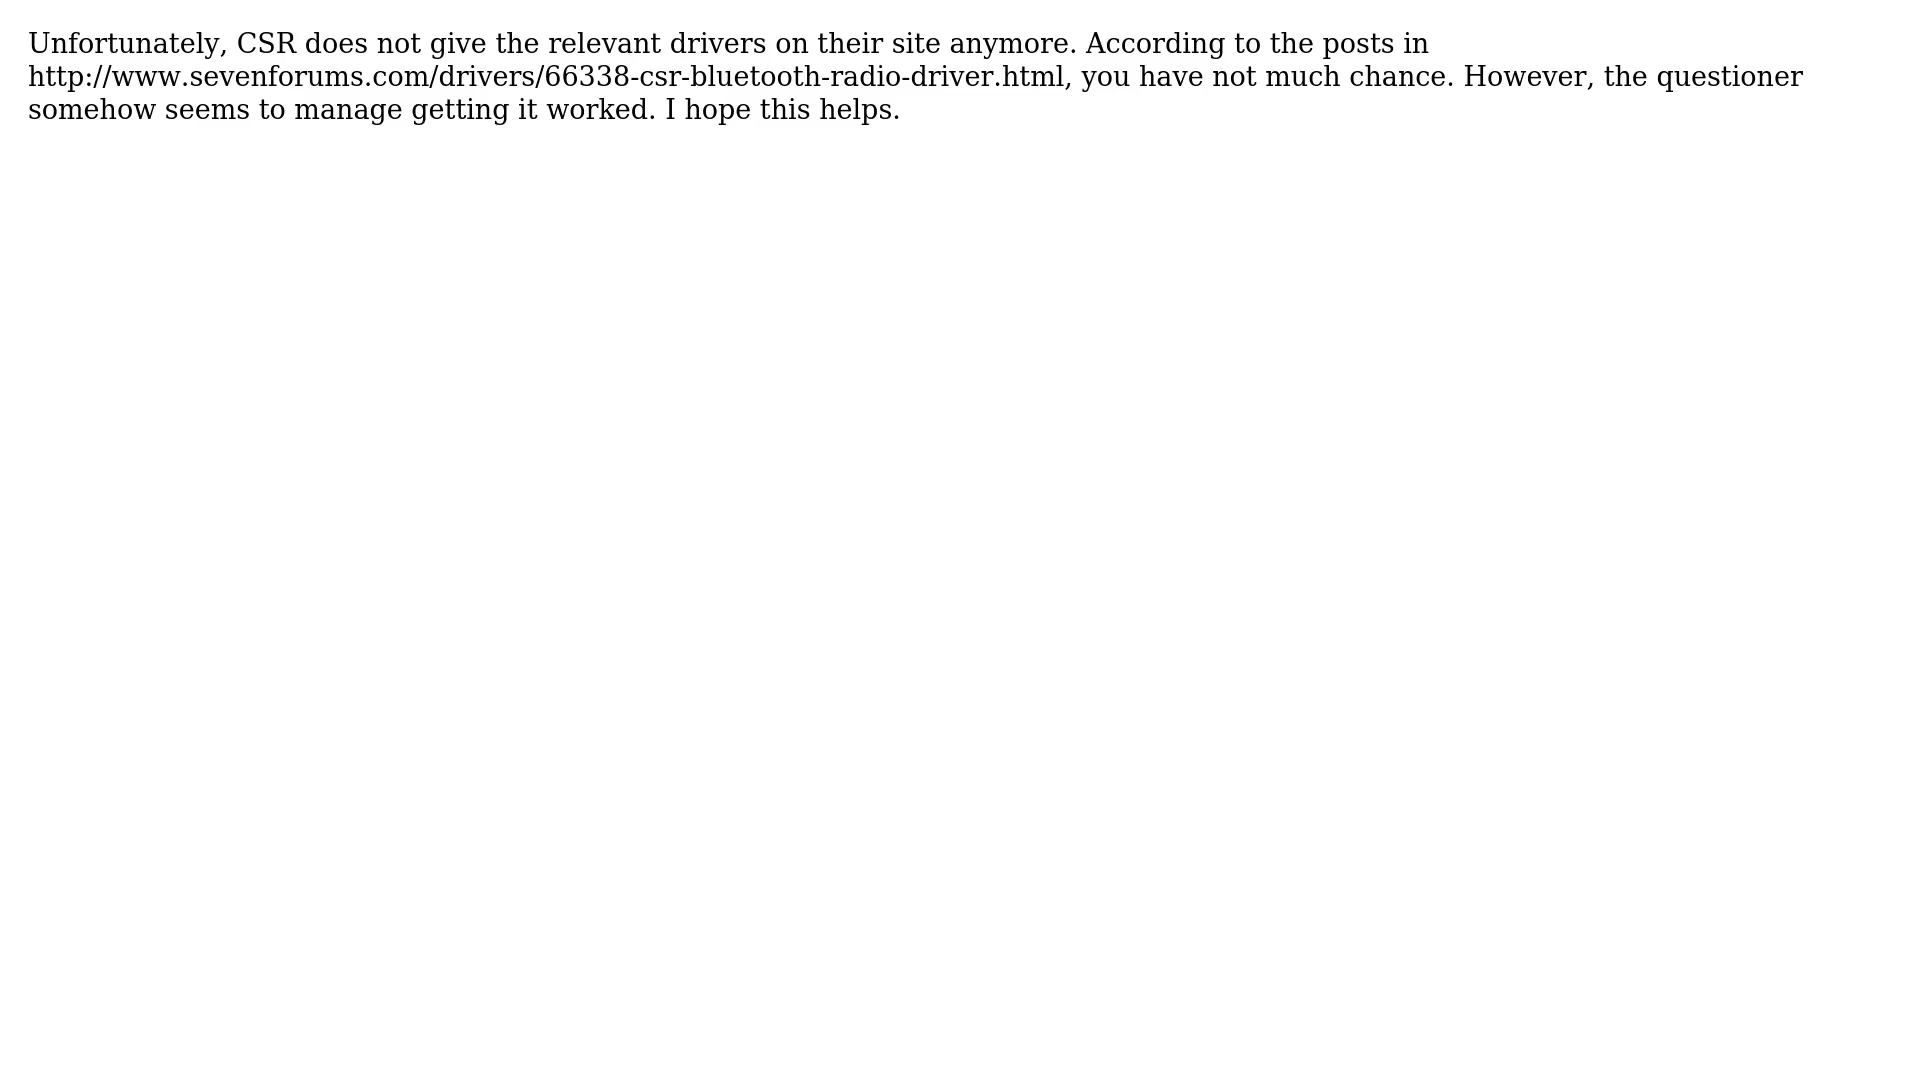 Unfortunately, CSR does not give the relevant drivers on their site anymore. According to the posts in
http://www.sevenforums.com/drivers/66338-csr-bluetooth-radio-driver.html, you have not much chance. However, the questioner
somehow seems to manage getting it worked. I hope this helps.